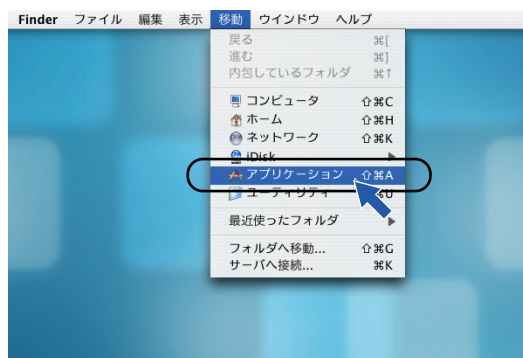 Finder ファイル 編集 表示 移動 ウインドウ ヘルプ
戻る ⌘[
進む ⌘]
内包しているフォルダ ⌘↑
コンピュータ ⇧⌘C
ホーム ⇧⌘H
ネットワーク ⇧⌘K
iDisk
アプリケーション ⇧⌘A
ユーティリティ ⌘U
最近使ったフォルダ
フォルダへ移動... ⇧⌘G
サーバへ接続... ⌘K